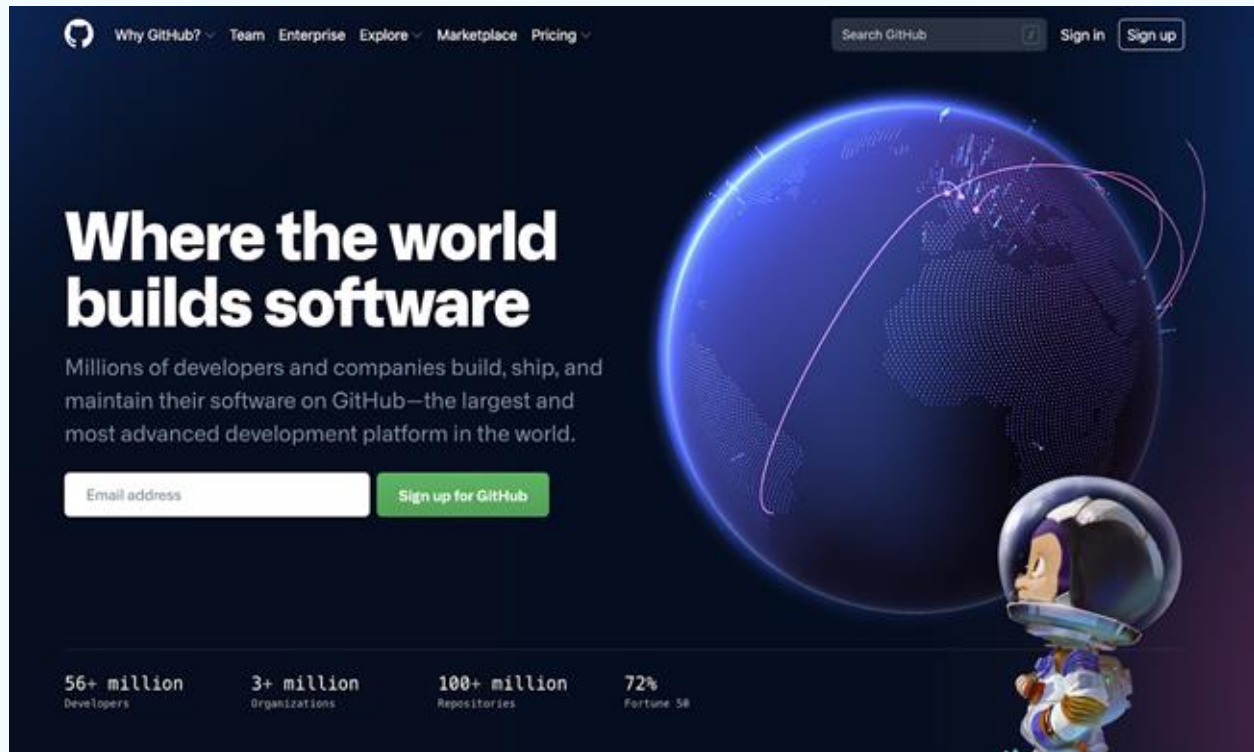 Why GitHub? Team Enterprise Explore Marketplace Pricing Search GitHub / Sign in Sign up
Where the world
builds software
Millions of developers and companies build, ship, and
maintain their software on GitHub—the largest and
most advanced development platform in the world.
Email address Sign up for GitHub
56+ million 3+ million 100+ million 72%
Developers Organizations Repositories Fortune 50